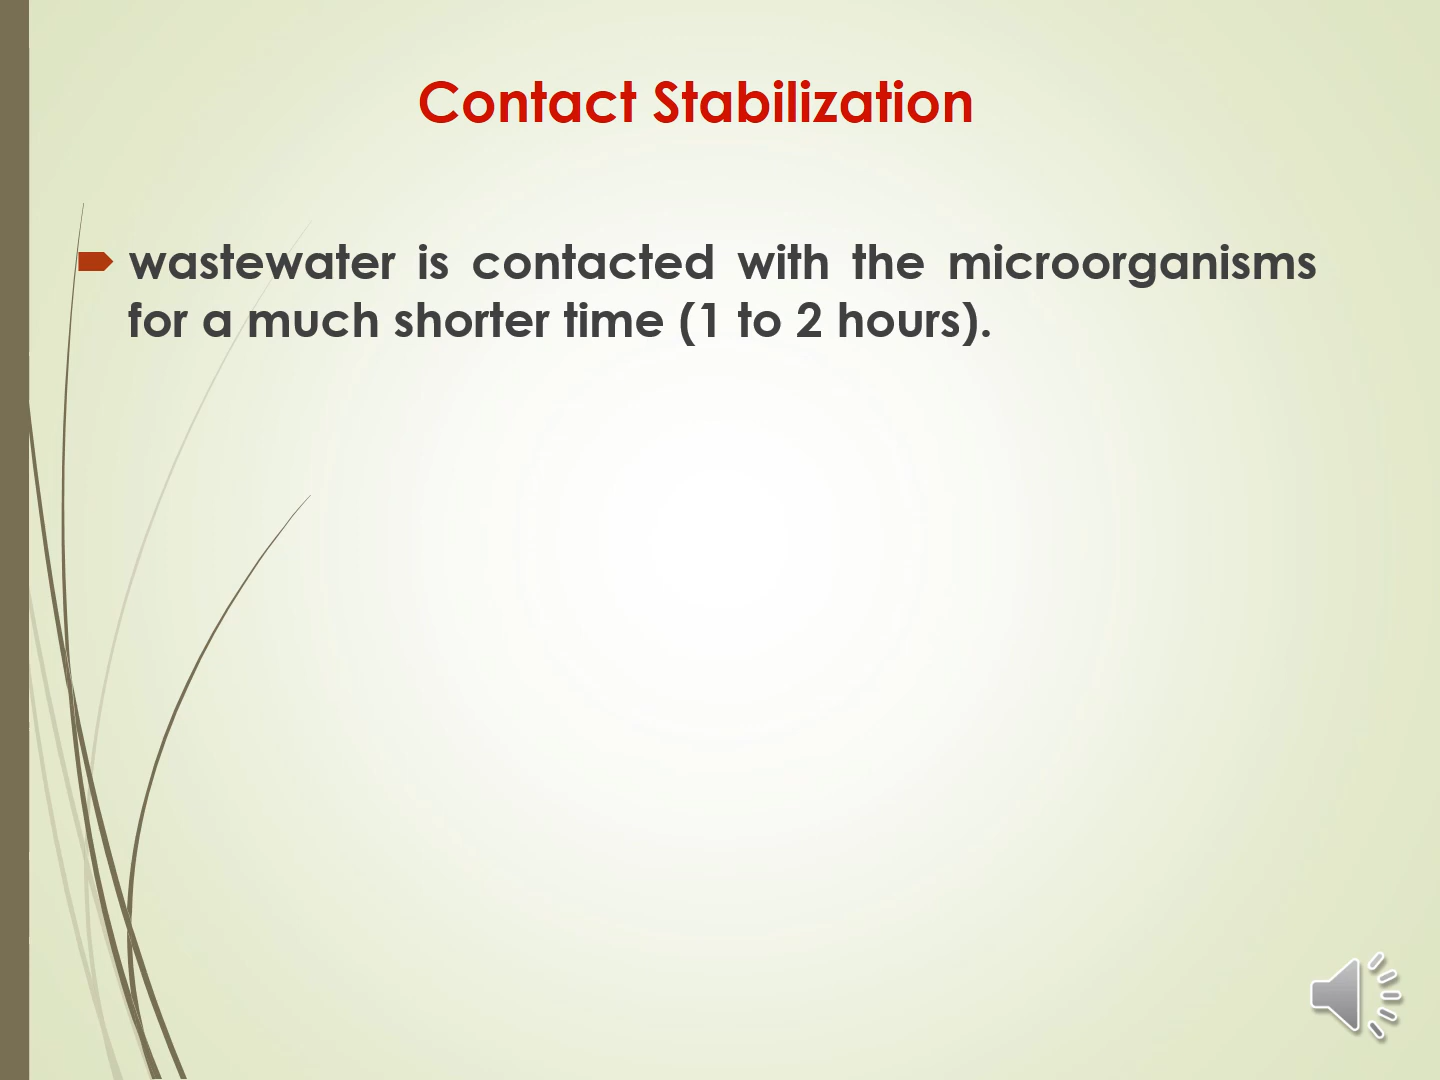 Contact Stabilization
wastewater is contacted with the microorganisms
for a much shorter time (1 to 2 hours).